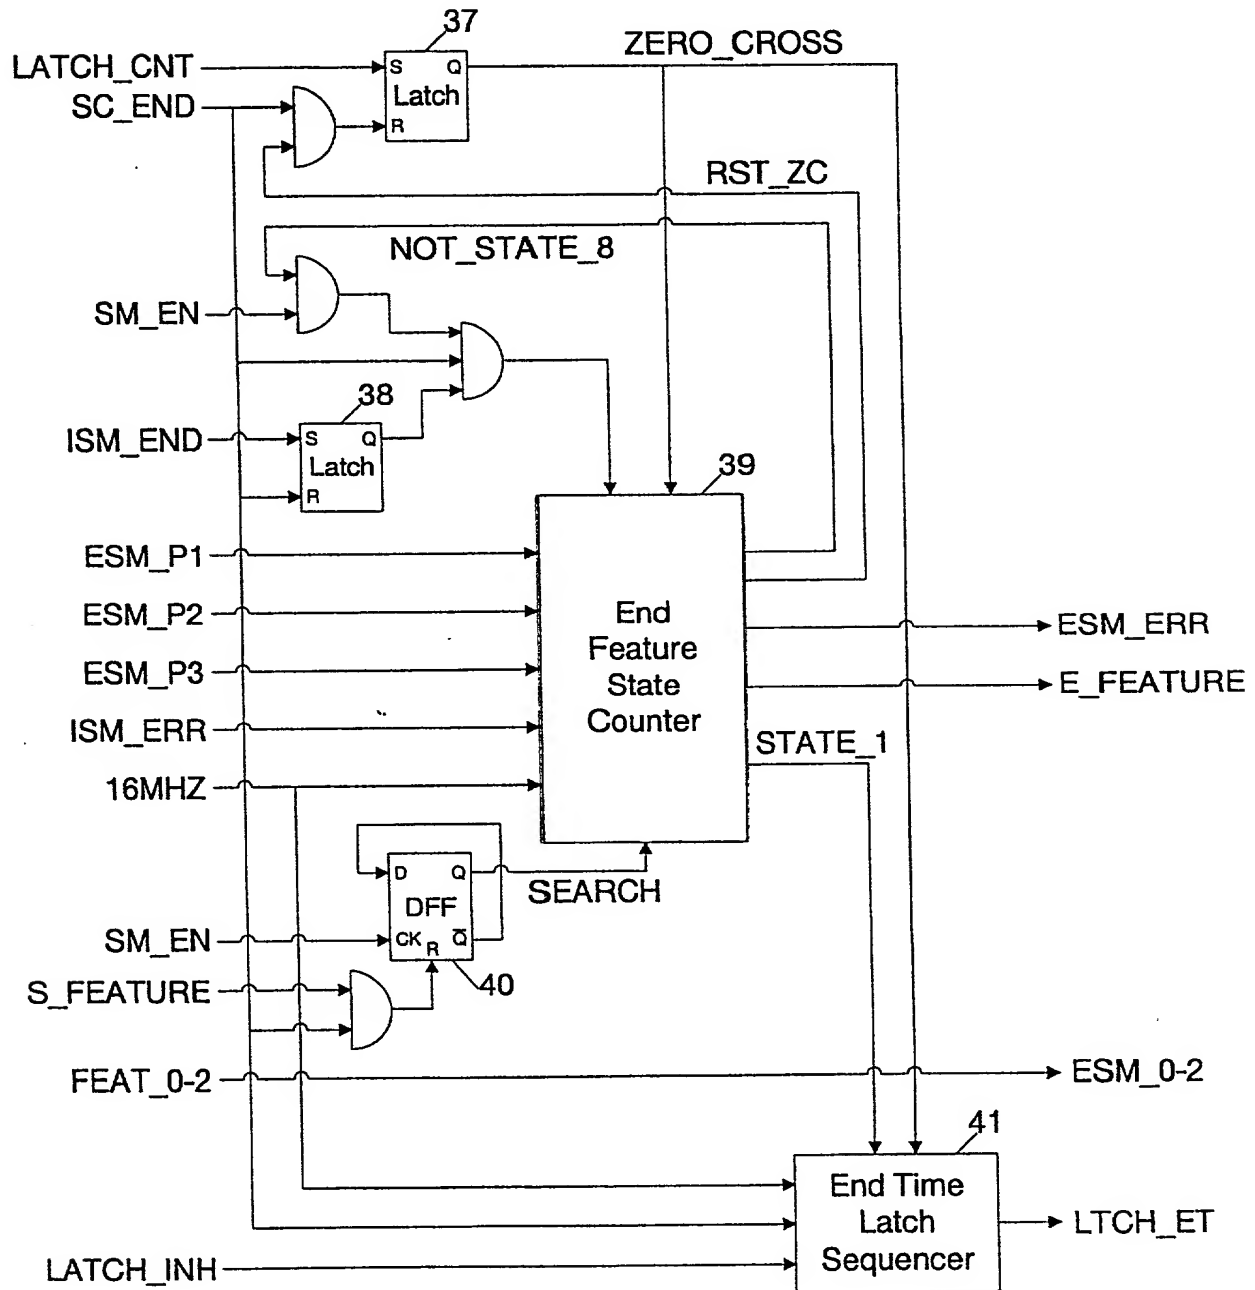 37
ZERO_CROSS
LATCH_CNT
S Q
Latch
R
SC_END
RST_ZC
NOT_STATE_8
SM_EN
38
ISM_END
S Q
Latch
R
39
ESM_P1
ESM_P2
ESM_P3
ISM_ERR
16MHZ
End
Feature
State
Counter
ESM_ERR
E_FEATURE
STATE_1
D Q
DFF
CK R Q̅
SEARCH
SM_EN
40
S_FEATURE
FEAT_0-2
ESM_0-2
41
End Time
Latch
Sequencer
LTCH_ET
LATCH_INH